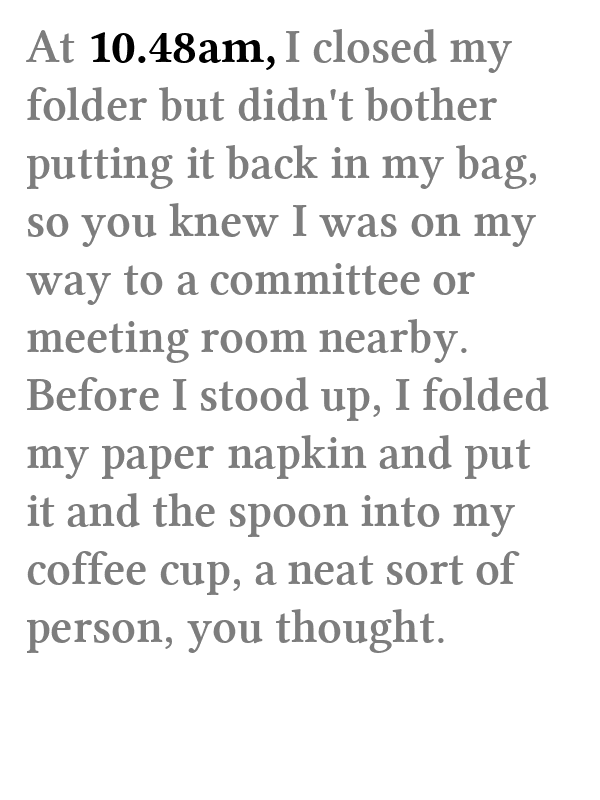 At 10.48am, I closed my
folder but didn't bother
putting it back in my bag,
so you knew I was on my
way to a committee or
meeting room nearby.
Before I stood up, I folded
my paper napkin and put
it and the spoon into my
coffee cup, a neat sort of
person, you thought.